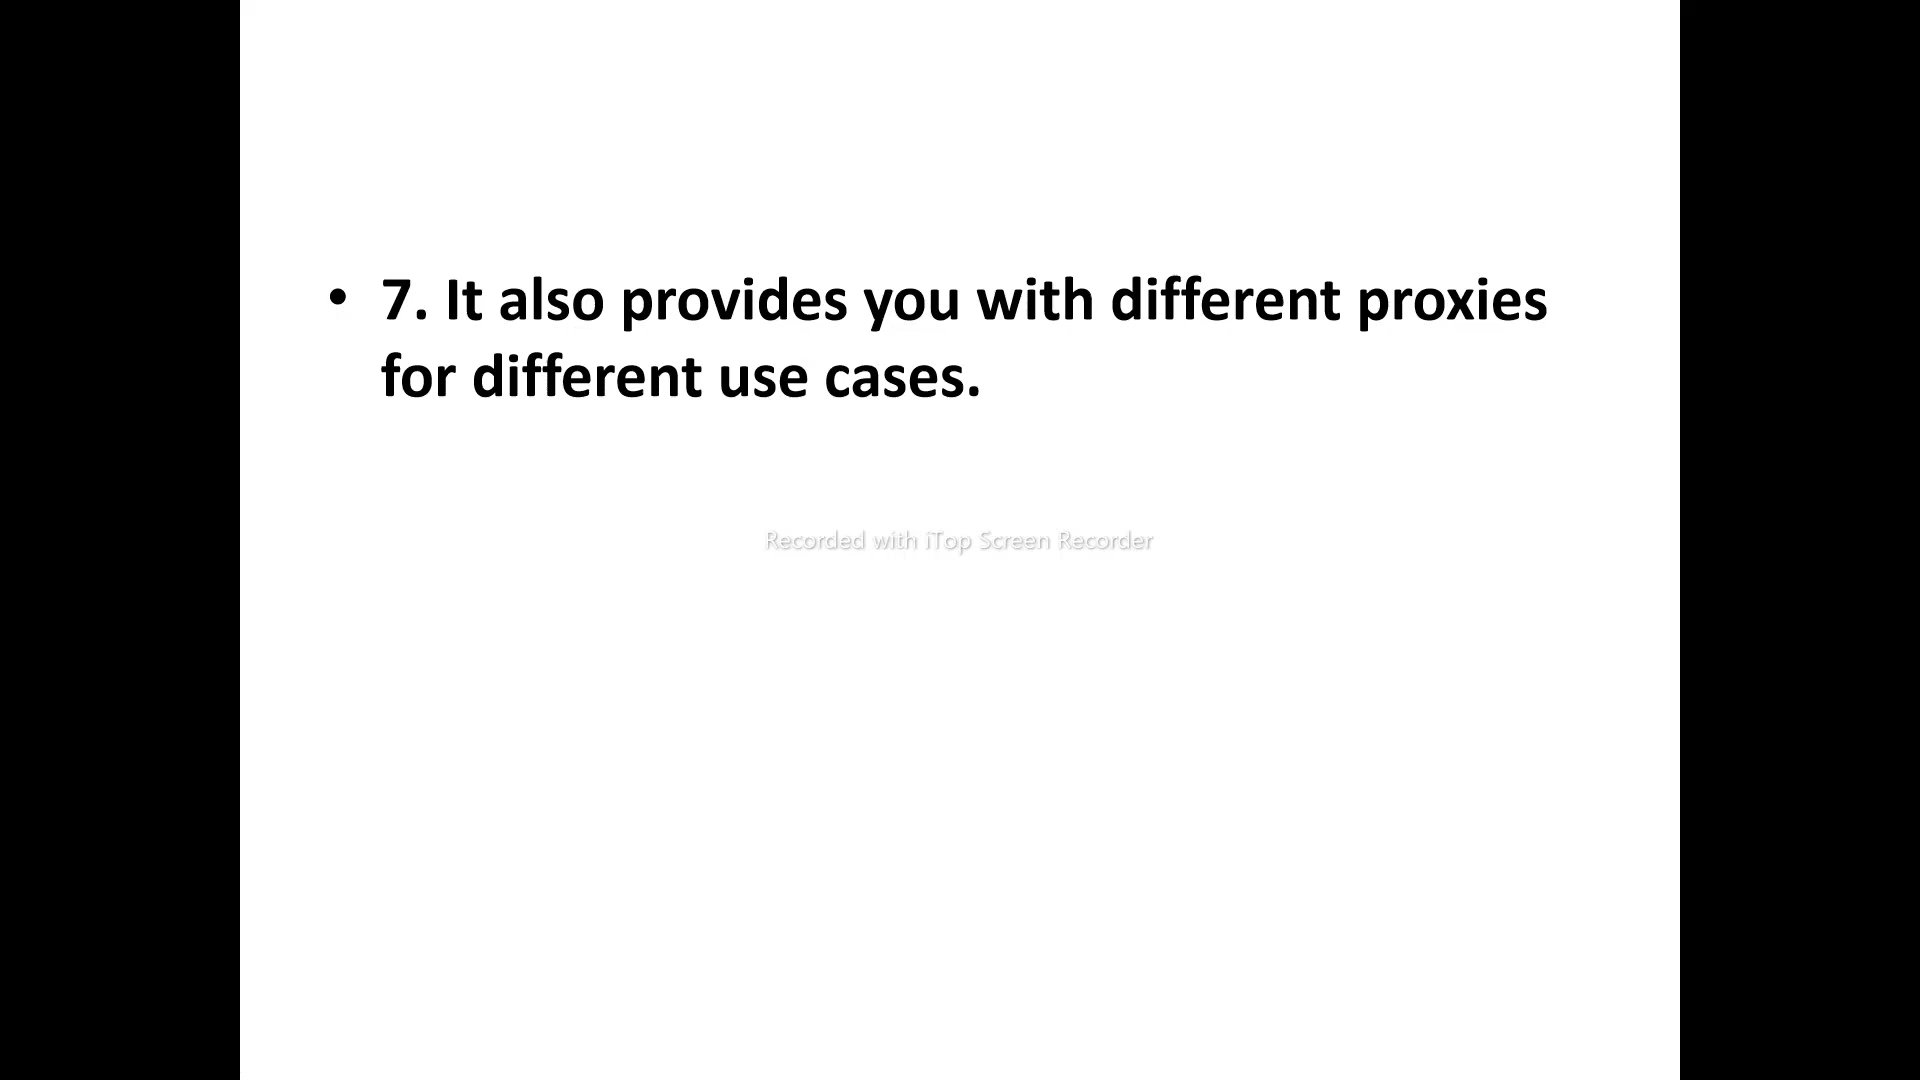 • 7. It also provides you with different proxies
for different use cases.
Recorded with iTop Screen Recorder